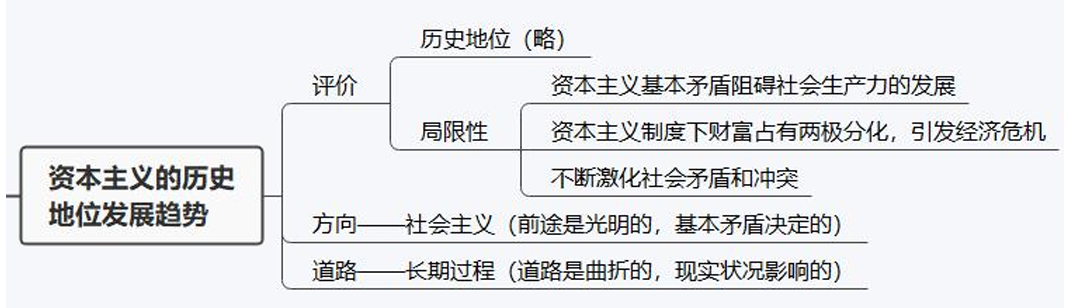 资本主义的历史
地位发展趋势
评价
历史地位（略）
局限性
资本主义基本矛盾阻碍社会生产力的发展
资本主义制度下财富占有两极分化，引发经济危机
不断激化社会矛盾和冲突
方向——社会主义（前途是光明的，基本矛盾决定的）
道路——长期过程（道路是曲折的，现实状况影响的）